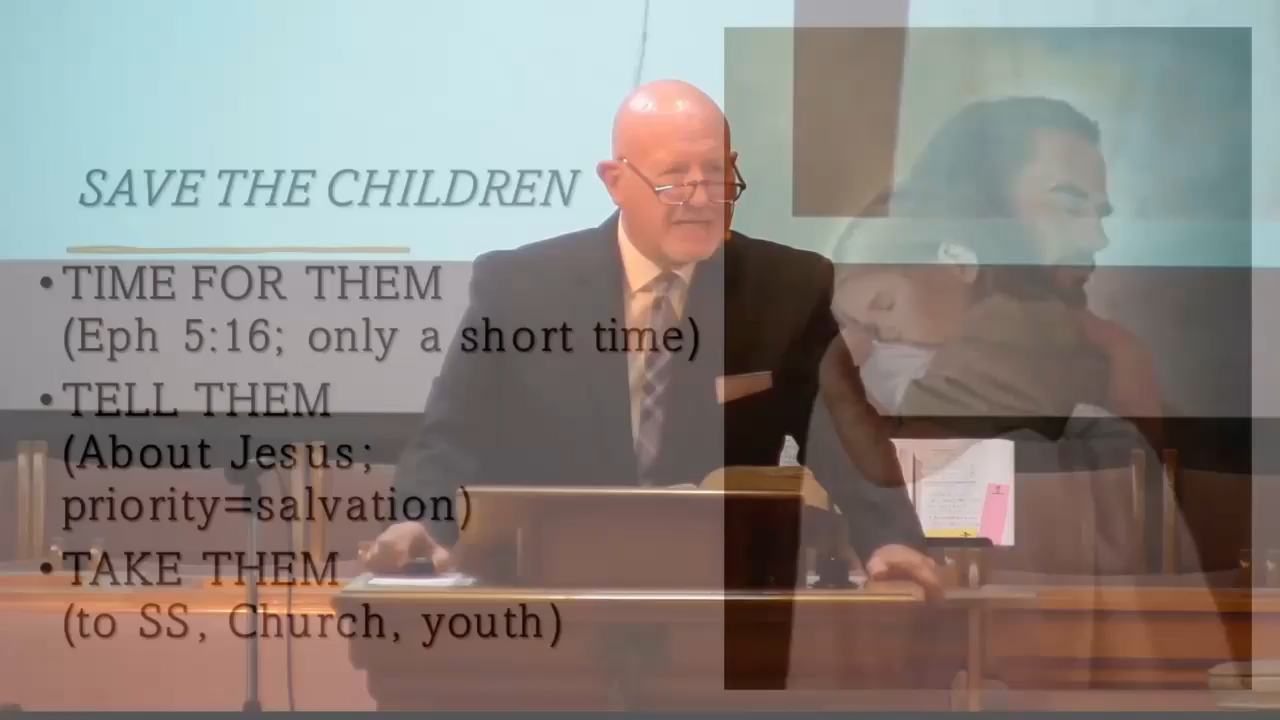 SAVE THE CHILDREN
• TIME FOR THEM
(Eph 5:16; only a short time)
• TELL THEM
(About Jesus;
priority=salvation)
• TAKE THEM
(to SS, Church, youth)